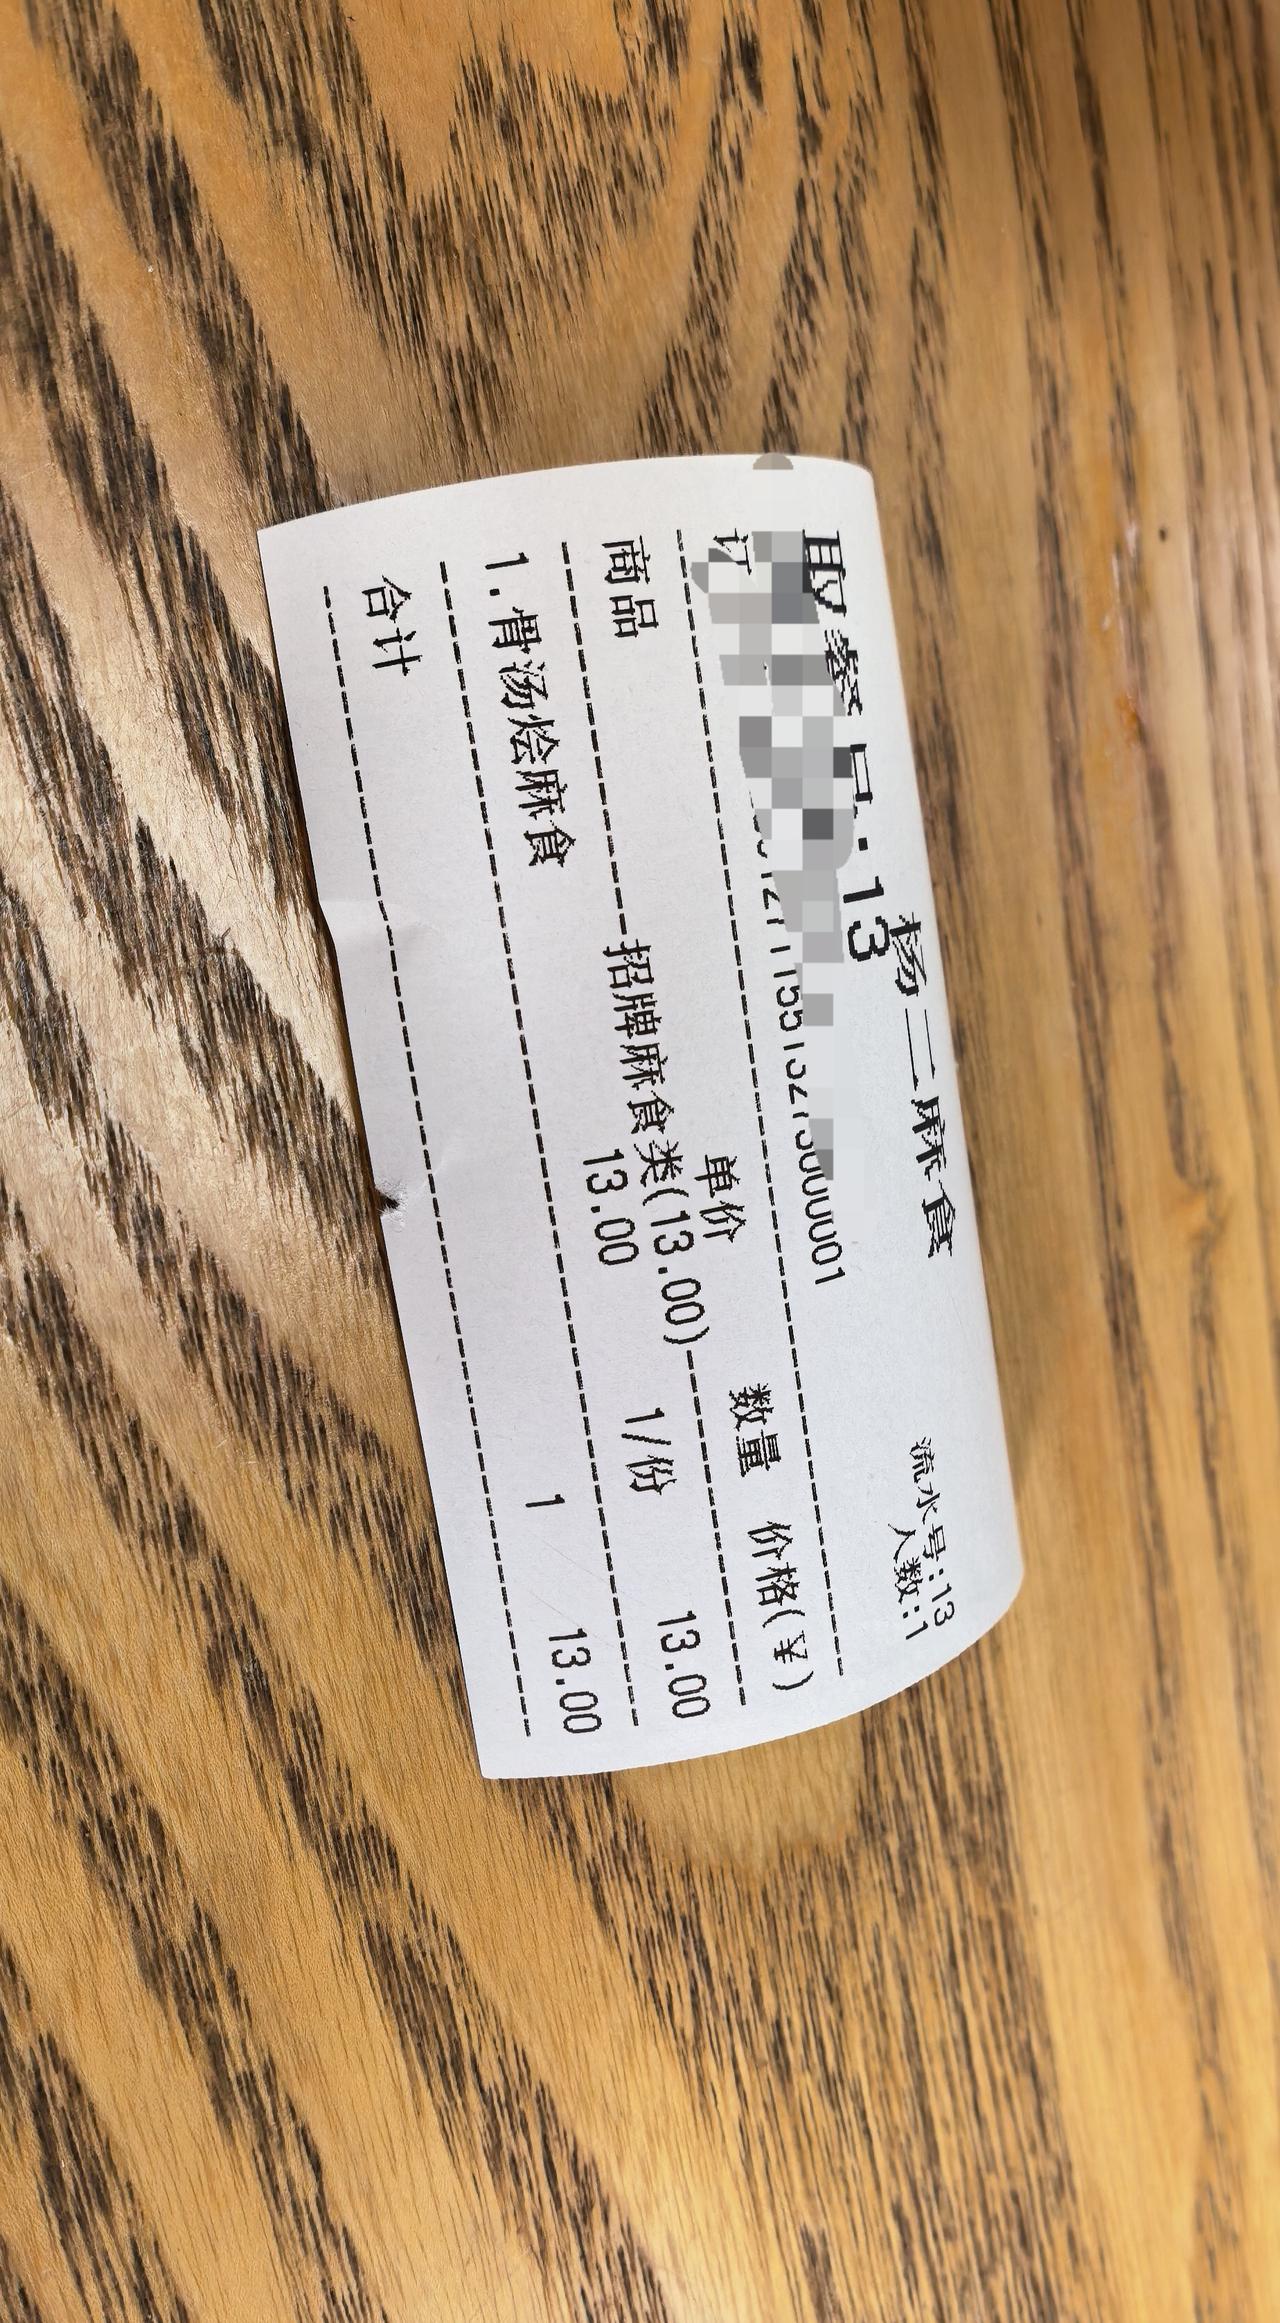 杨二麻食
流水号:13
取餐号:13
人数:1
商品 单价 数量 价格(¥)
招牌麻食类(13.00)
1.骨汤烩麻食 13.00 1/份 13.00
合计 1 13.00